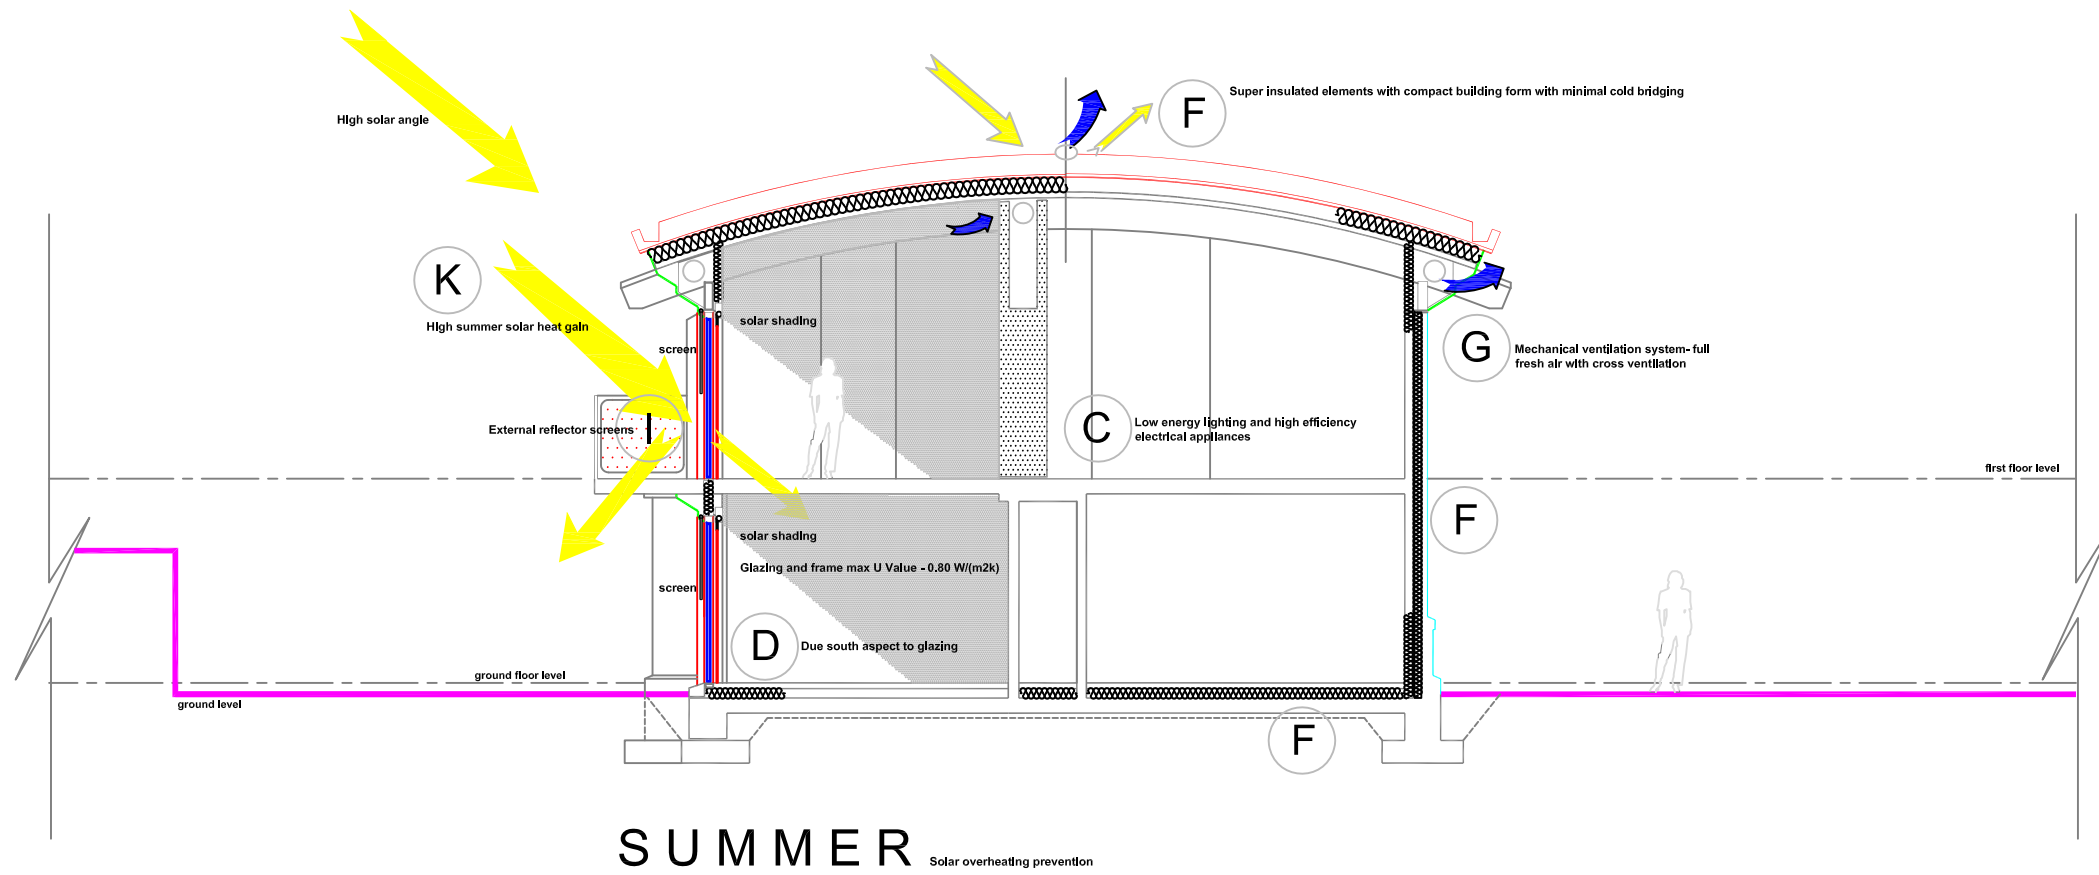 High solar angle
F
Super insulated elements with compact building form with minimal cold bridging
K
High summer solar heat gain
solar shading
screen
G
Mechanical ventilation system- full
fresh air with cross ventilation
I
External reflector screens
C
Low energy lighting and high efficiency
electrical appliances
first floor level
F
solar shading
Glazing and frame max U Value - 0.80 W/(m2k)
screen
D
Due south aspect to glazing
ground floor level
ground level
F
SUMMER
Solar overheating prevention